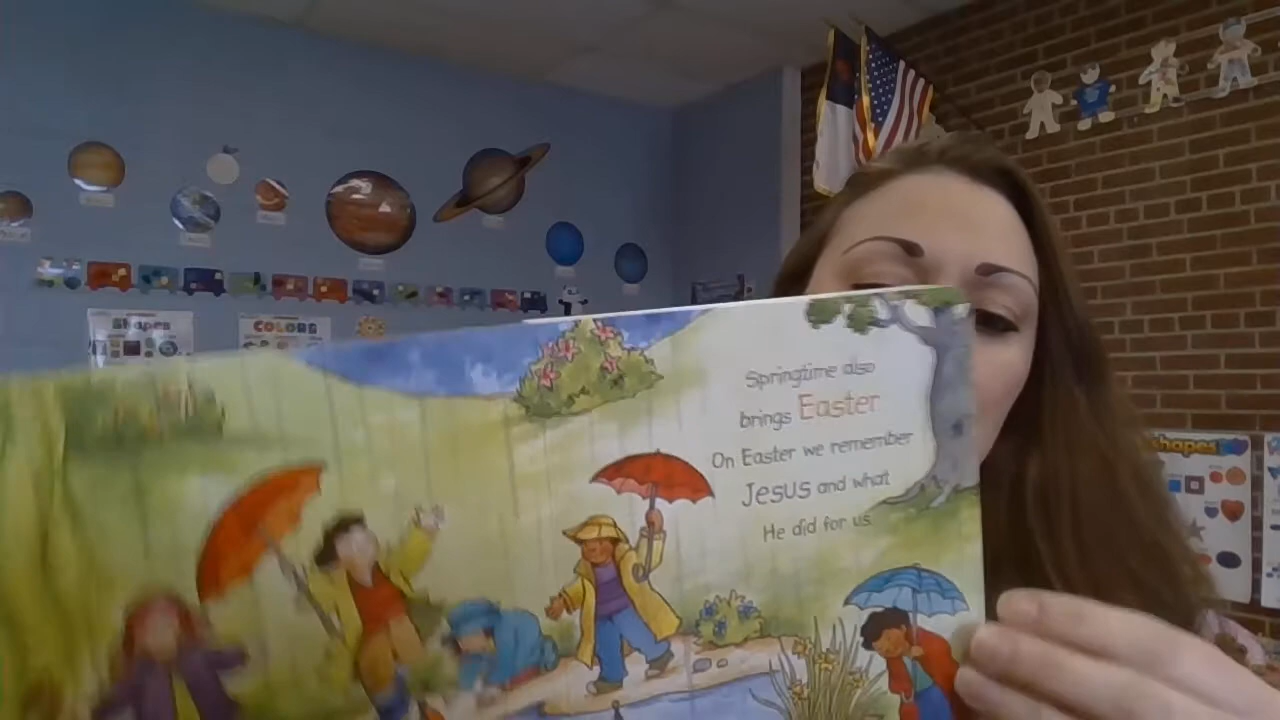 Shapes
COLORS
Springtime also
brings Easter
On Easter we remember
Jesus and what
He did for us.
shapes